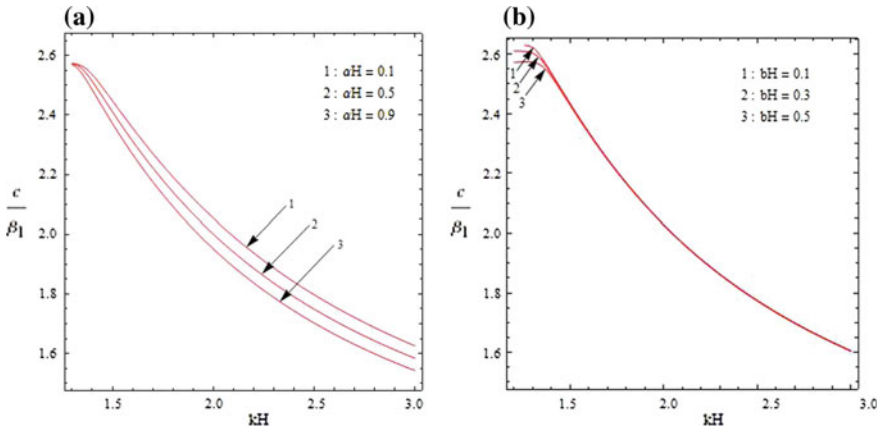 (a)
2.6
2.4
2.2
2.0
1.8
1.6
c
β1
1 : aH = 0.1
2 : aH = 0.5
3 : aH = 0.9
1
2
3
1.5
2.0
2.5
3.0
kH
(b)
2.6
2.4
2.2
2.0
1.8
1.6
c
β1
1 : bH = 0.1
2 : bH = 0.3
3 : bH = 0.5
1
2
3
1.5
2.0
2.5
3.0
kH